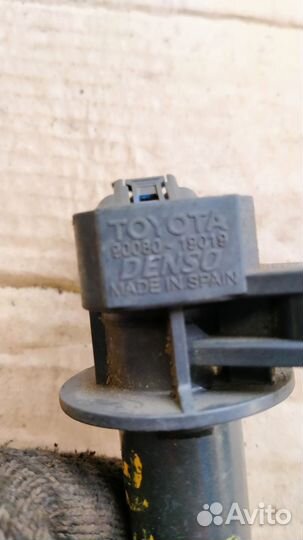 TOYOTA
90080-19019
DENSO
MADE IN SPAIN
Avito